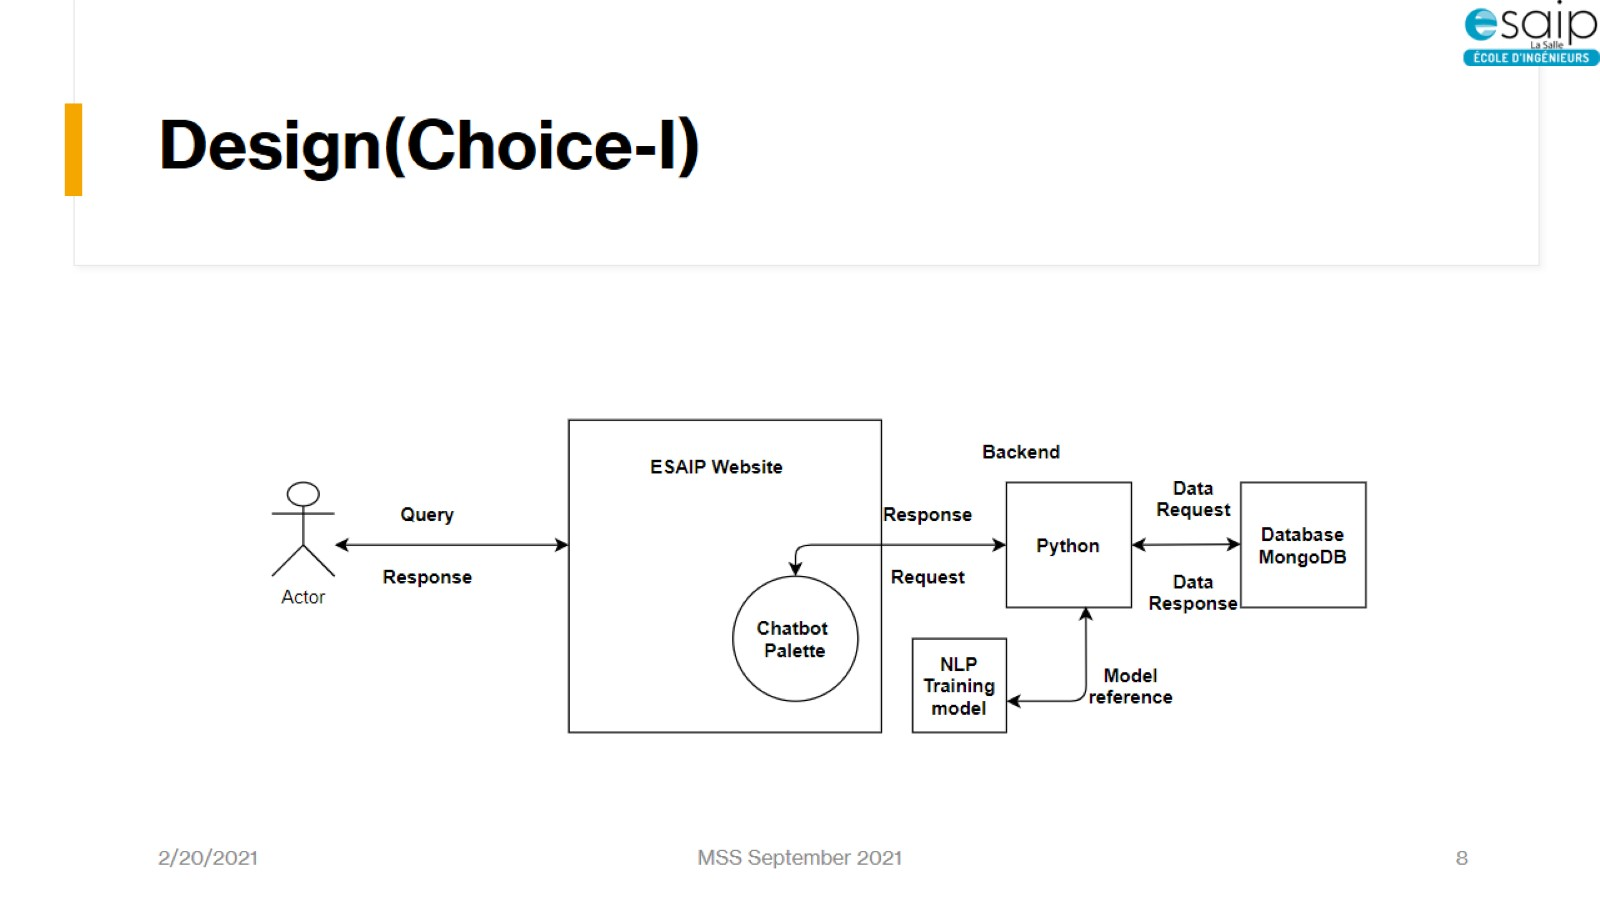 esaip
La Salle
ÉCOLE D'INGÉNIEURS
Design(Choice-I)
ESAIP Website
Backend
Query
Response
Actor
Response
Request
Chatbot
Palette
Python
Data
Request
Data
Response
Database
MongoDB
NLP
Training
model
Model
reference
2/20/2021
MSS September 2021
8